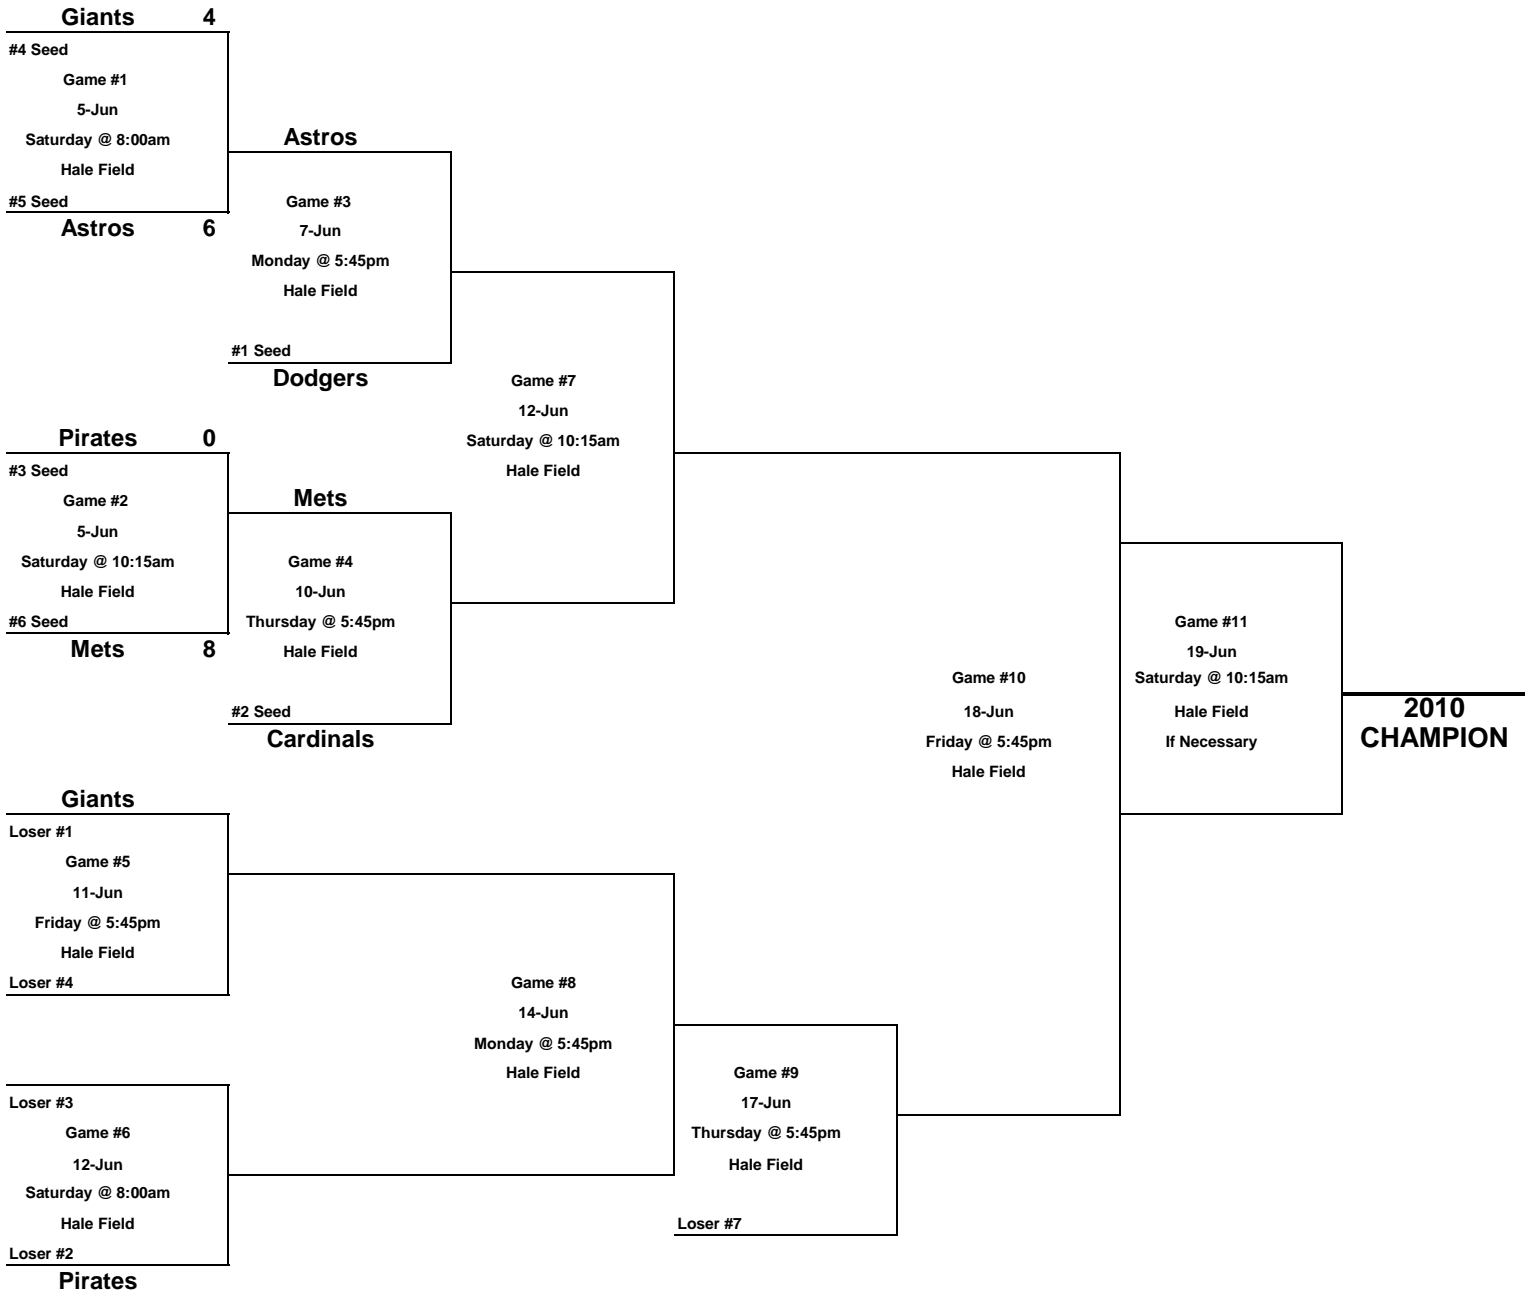 Giants 4
#4 Seed
Game #1
5-Jun
Saturday @ 8:00am
Hale Field
#5 Seed
Astros 6
Astros
Game #3
7-Jun
Monday @ 5:45pm
Hale Field
#1 Seed
Dodgers
Pirates 0
#3 Seed
Game #2
5-Jun
Saturday @ 10:15am
Hale Field
#6 Seed
Mets 8
Mets
Game #4
10-Jun
Thursday @ 5:45pm
Hale Field
#2 Seed
Cardinals
Game #7
12-Jun
Saturday @ 10:15am
Hale Field
Giants
Loser #1
Game #5
11-Jun
Friday @ 5:45pm
Hale Field
Loser #4
Loser #3
Game #6
12-Jun
Saturday @ 8:00am
Hale Field
Loser #2
Pirates
Game #8
14-Jun
Monday @ 5:45pm
Hale Field
Game #9
17-Jun
Thursday @ 5:45pm
Hale Field
Loser #7
Game #10
18-Jun
Friday @ 5:45pm
Hale Field
Game #11
19-Jun
Saturday @ 10:15am
Hale Field
If Necessary
2010
CHAMPION